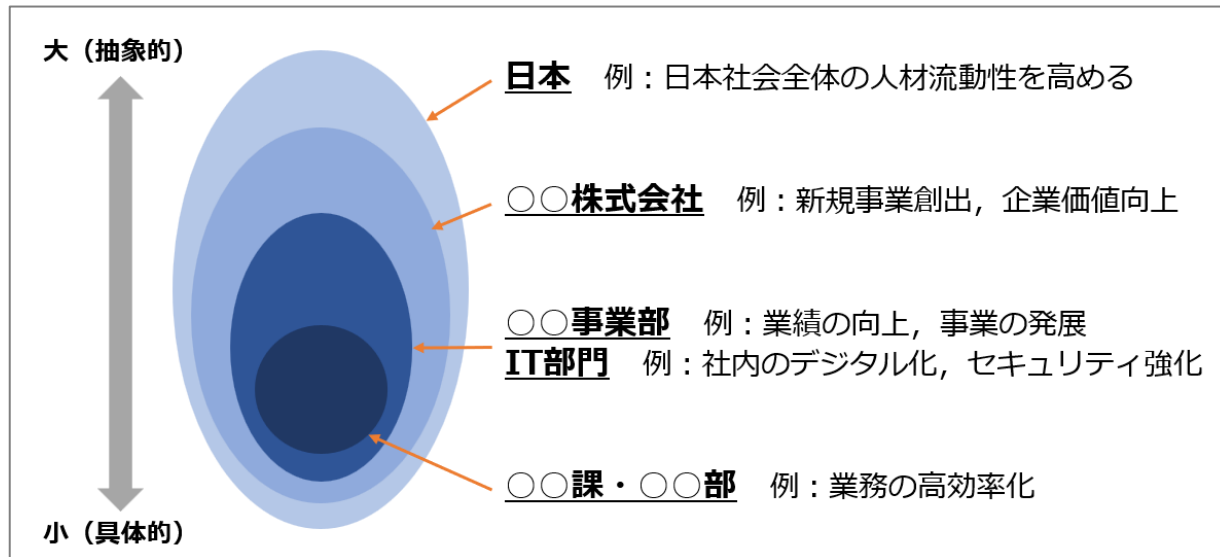 大（抽象的）
日本　例：日本社会全体の人材流動性を高める
○○株式会社　例：新規事業創出，企業価値向上
○○事業部　例：業績の向上，事業の発展
IT部門　例：社内のデジタル化，セキュリティ強化
○○課・○○部　例：業務の高効率化
小（具体的）